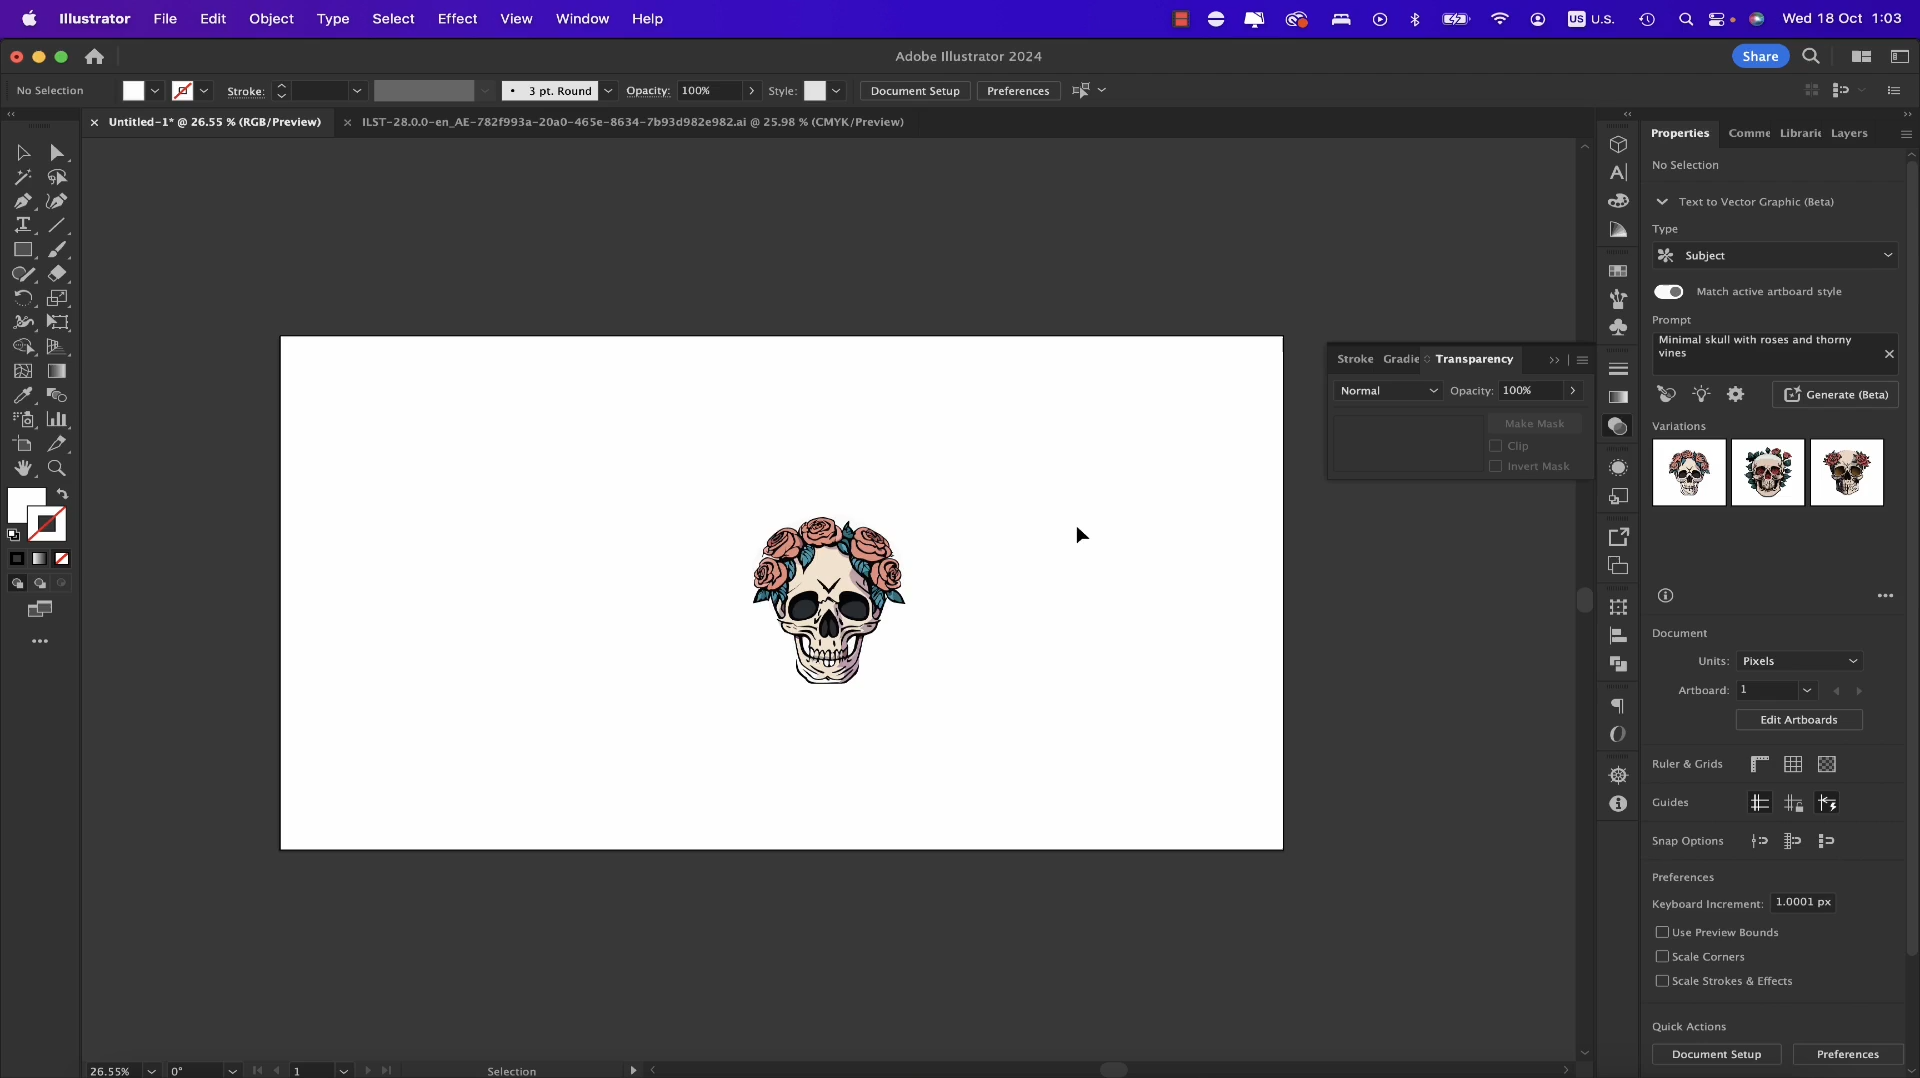 Illustrator File Edit Object Type Select Effect View Window Help US U.S. Wed 18 Oct 1:03
Adobe Illustrator 2024 Share
No Selection Stroke: 3 pt. Round Opacity: 100% Style: Document Setup Preferences
Untitled-1* @ 26.55 % (RGB/Preview) ILST-28.0.0-en_AE-782f993a-20a0-465e-8634-7b93d982e982.ai @ 25.98 % (CMYK/Preview)
Properties Comme Librarie Layers
No Selection
Text to Vector Graphic (Beta)
Type
Subject
Match active artboard style
Prompt
Minimal skull with roses and thorny
vines
Generate (Beta)
Variations
Stroke Gradie Transparency
Normal Opacity: 100%
Make Mask
Clip
Invert Mask
Document
Units: Pixels
Artboard: 1
Edit Artboards
Ruler & Grids
Guides
Snap Options
Preferences
Keyboard Increment: 1.0001 px
Use Preview Bounds
Scale Corners
Scale Strokes & Effects
Quick Actions
Document Setup Preferences
26.55% 0° 1 Selection